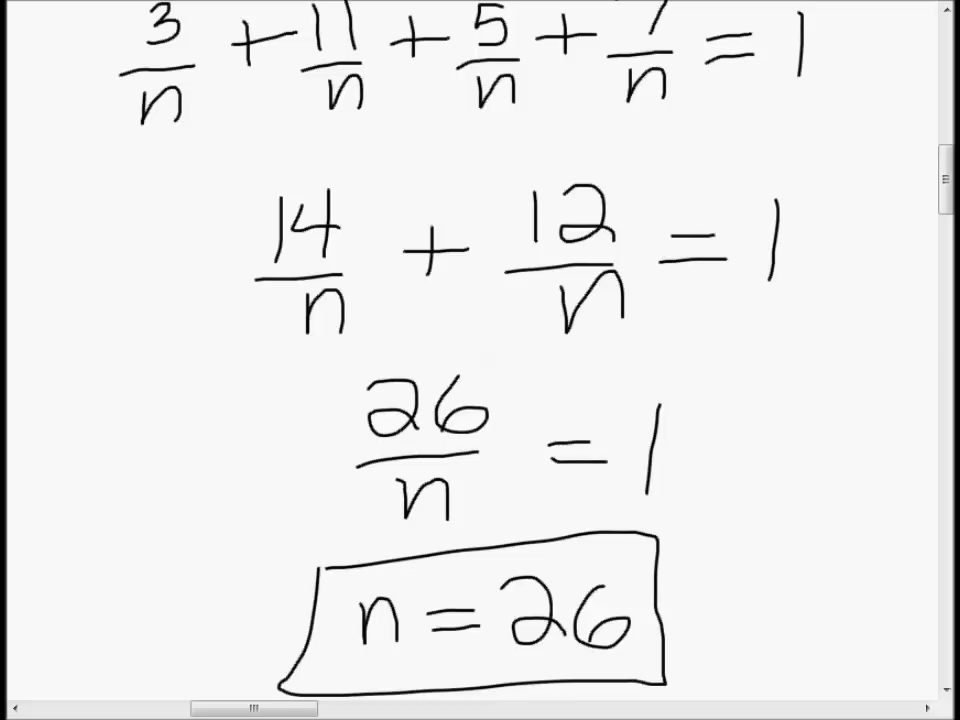 3/n + 11/n + 5/n + 7/n = 1
14/n + 12/n = 1
26/n = 1
n = 26